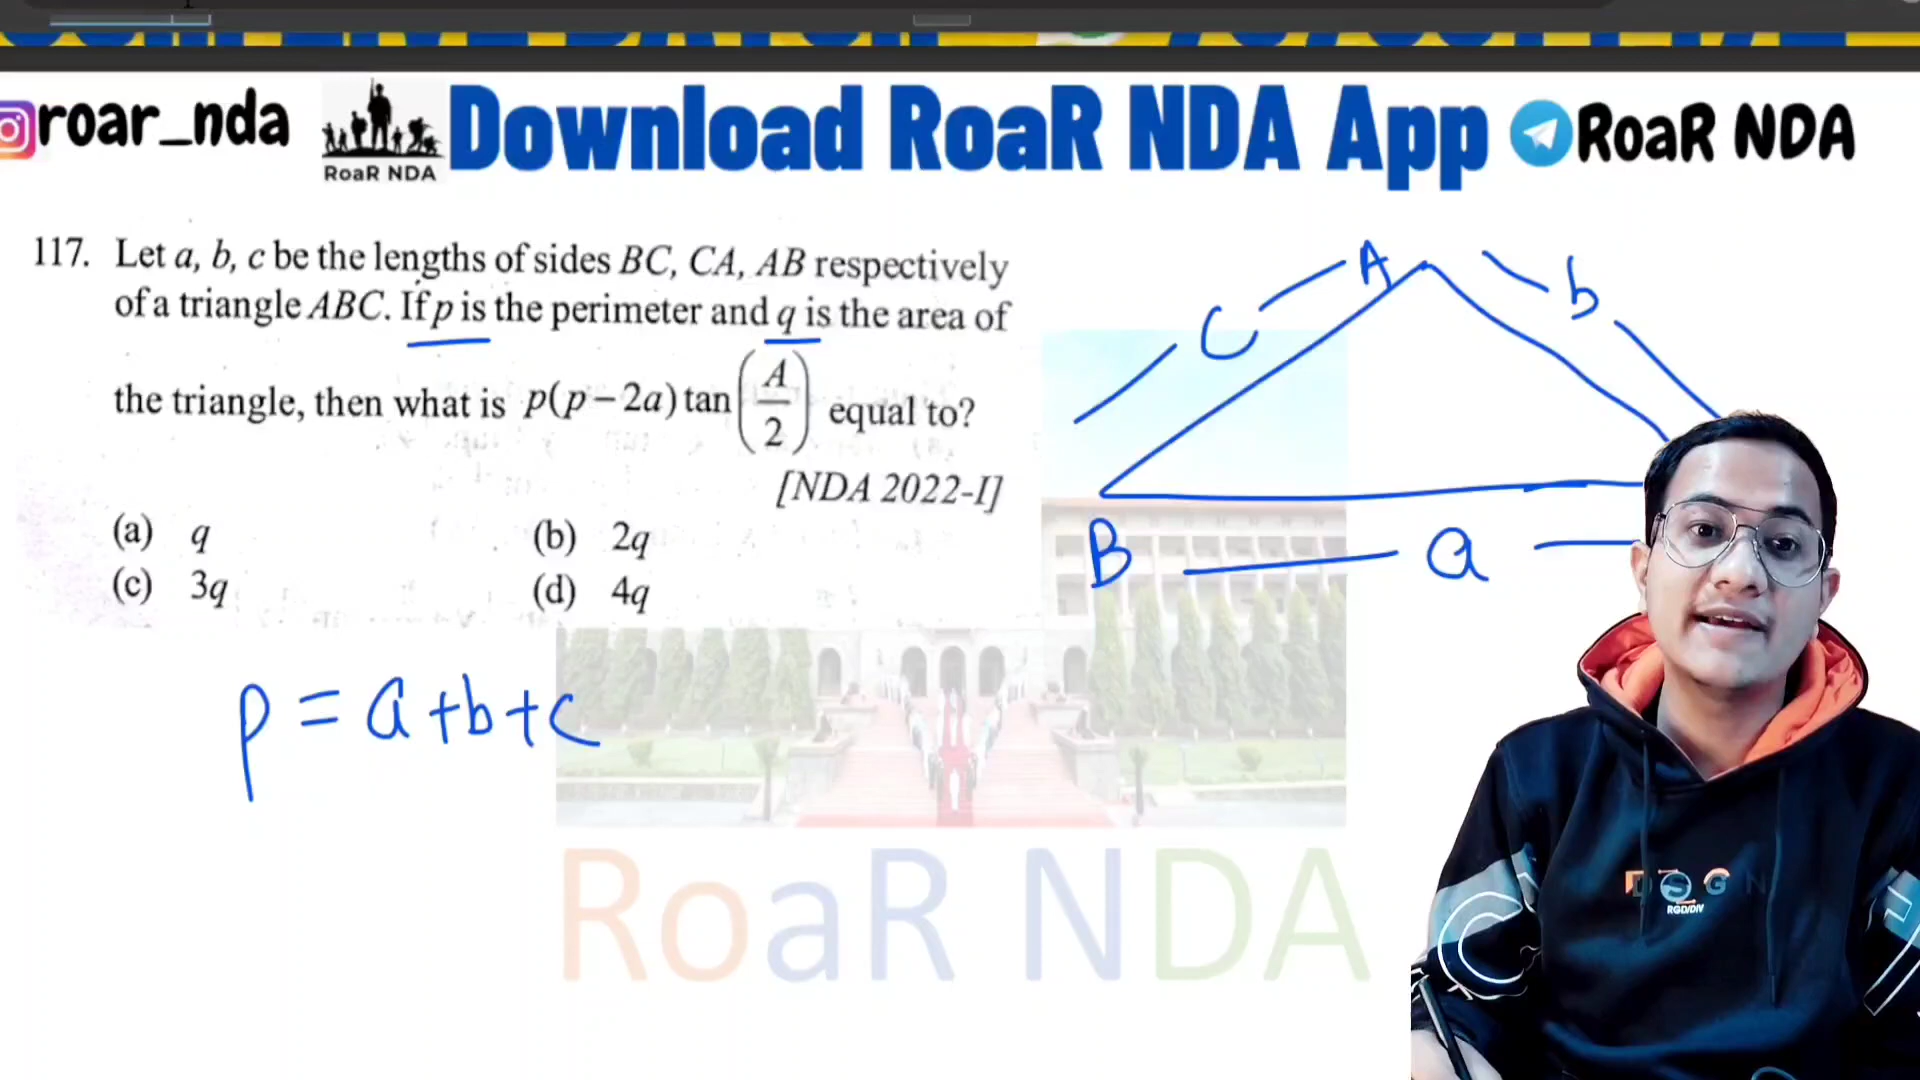 roar_nda
RoaR NDA
Download RoaR NDA App
RoaR NDA
117. Let a, b, c be the lengths of sides BC, CA, AB respectively
of a triangle ABC. If p is the perimeter and q is the area of
the triangle, then what is p(p−2a) tan(A/2) equal to?
[NDA 2022-I]
(a) q (b) 2q
(c) 3q (d) 4q
A
b
C
B
a
p = a+b+c
RoaR NDA
D S G N
RGD/DIV